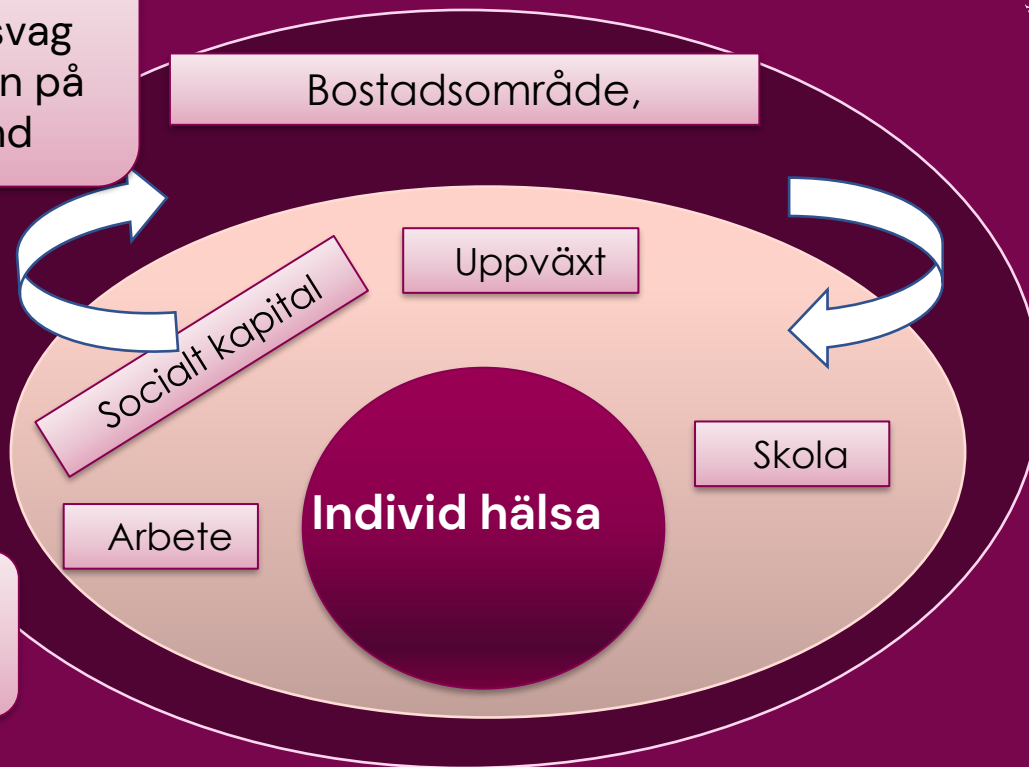 svag
n på
nd
Bostadsområde,
Uppväxt
Socialt kapital
Skola
Individ hälsa
Arbete